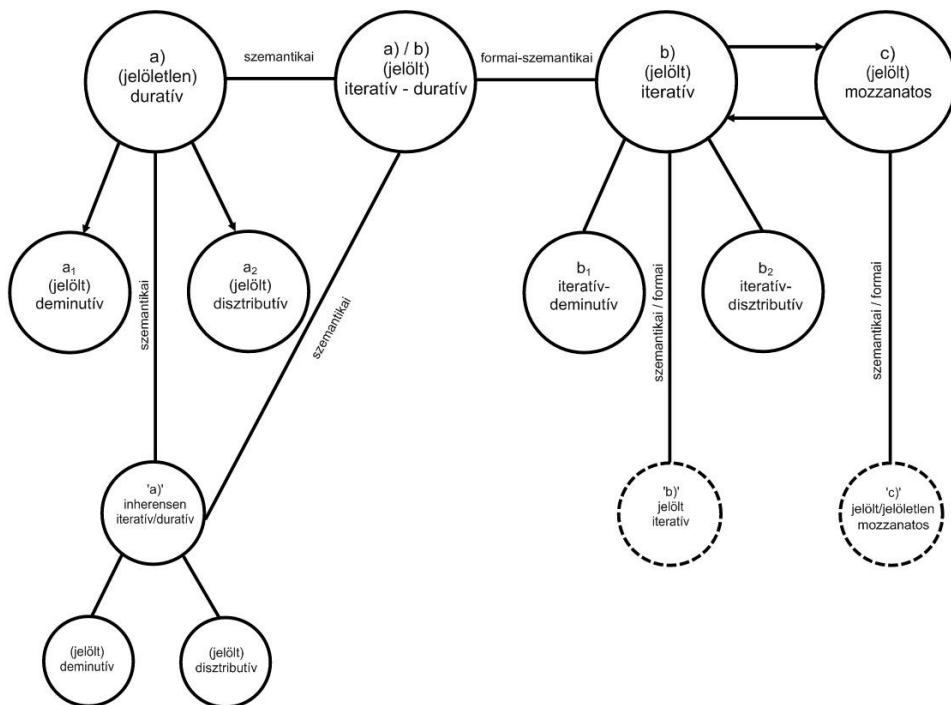 a)
(jelöletlen)
duratív
szemantikai
a) / b)
(jelölt)
iteratív - duratív
formai-szemantikai
b)
(jelölt)
iteratív
c)
(jelölt)
mozzanatos
a₁
(jelölt)
deminutív
a₂
(jelölt)
disztributív
b₁
iteratív-
deminutív
b₂
iteratív-
disztributív
szemantikai
szemantikai
szemantikai / formai
szemantikai / formai
'a)'
inherensen
iteratív/duratív
'b)'
jelölt
iteratív
'c)'
jelölt/jelöletlen
mozzanatos
(jelölt)
deminutív
(jelölt)
disztributív